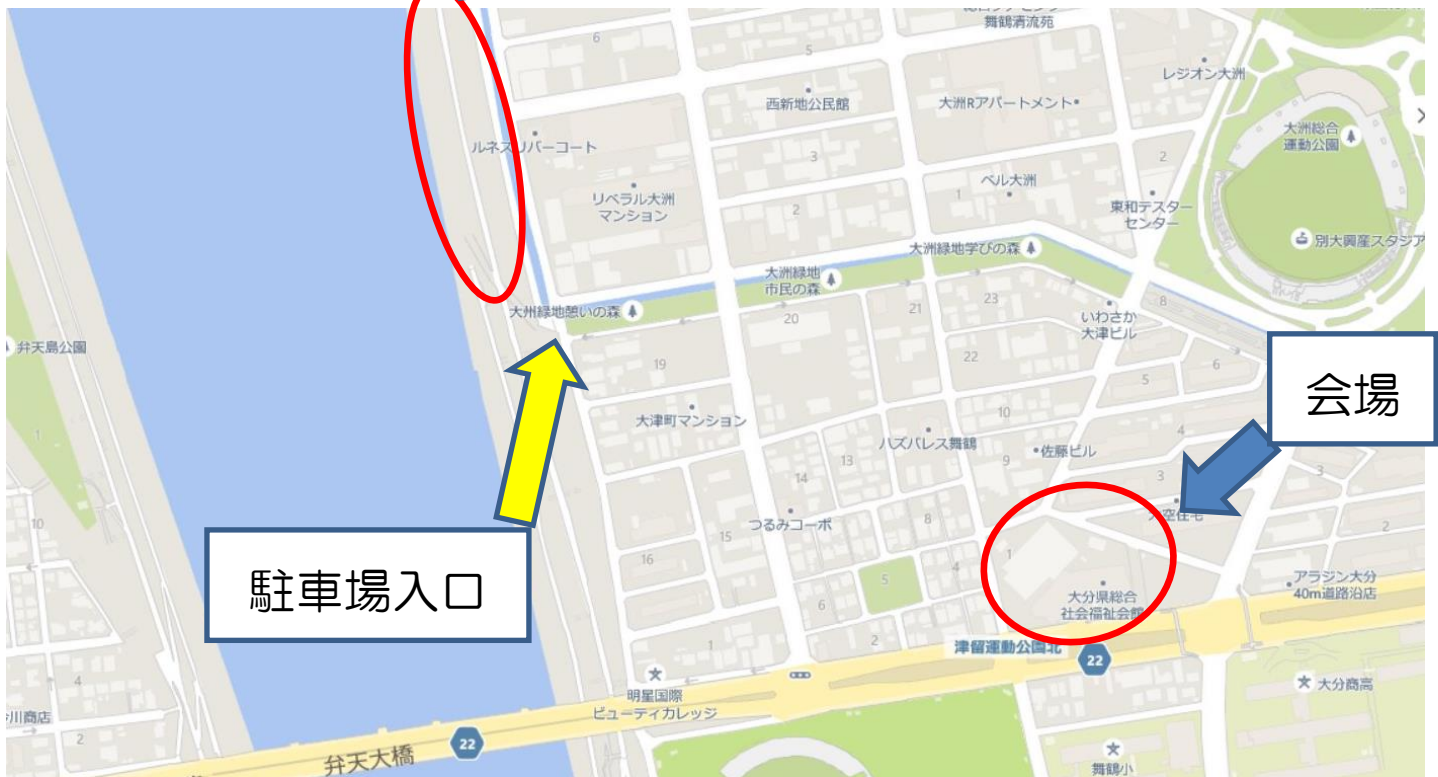 舞鶴清流苑
6
5
レジオン大洲
西新地公民館
大洲Rアパートメント
大洲総合
運動公園
ルネスリバーコート
3
2
リベラル大洲
マンション
1
ベル大洲
東和テスター
センター
2
別大興産スタジア
大洲緑地学びの森
大洲緑地
市民の森
大州緑地憩いの森
23
8
20
21
いわさか
大津ビル
弁天島公園
19
22
6
5
会場
1
大津町マンション
10
4
ハズパレス舞鶴
佐藤ビル
13
9
14
3
3
つるみコーポ
大空住宅
10
15
8
2
16
1
駐車場入口
5
4
大分県総合
社会福祉会館
アラジン大分
40m道路沿店
6
1
2
津留運動公園北
22
4
明星国際
ビューティカレッジ
大分商高
川商店
2
22
弁天大橋
舞鶴小